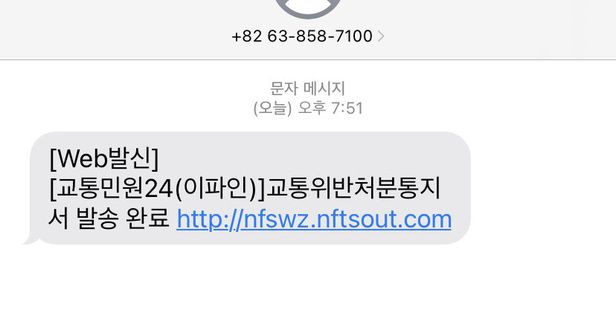 +82 63-858-7100
문자 메시지
(오늘) 오후 7:51
[Web발신]
[교통민원24(이파인)]교통위반처분통지
서 발송 완료 http://nfswz.nftsout.com